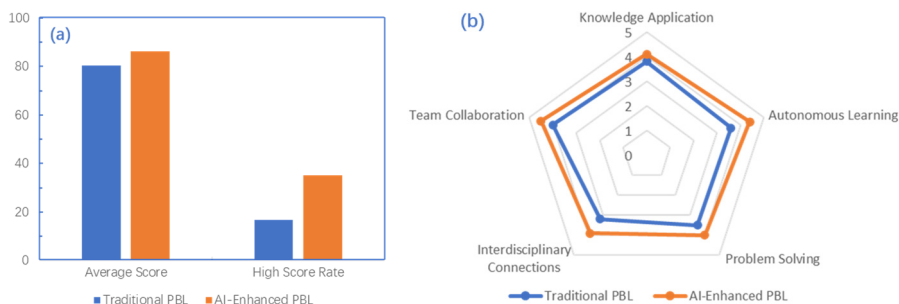 (a)
100
80
60
40
20
0
Average Score
High Score Rate
Traditional PBL
AI-Enhanced PBL
(b)
Knowledge Application
5
4
3
2
1
0
Team Collaboration
Autonomous Learning
Interdisciplinary
Connections
Problem Solving
Traditional PBL
AI-Enhanced PBL